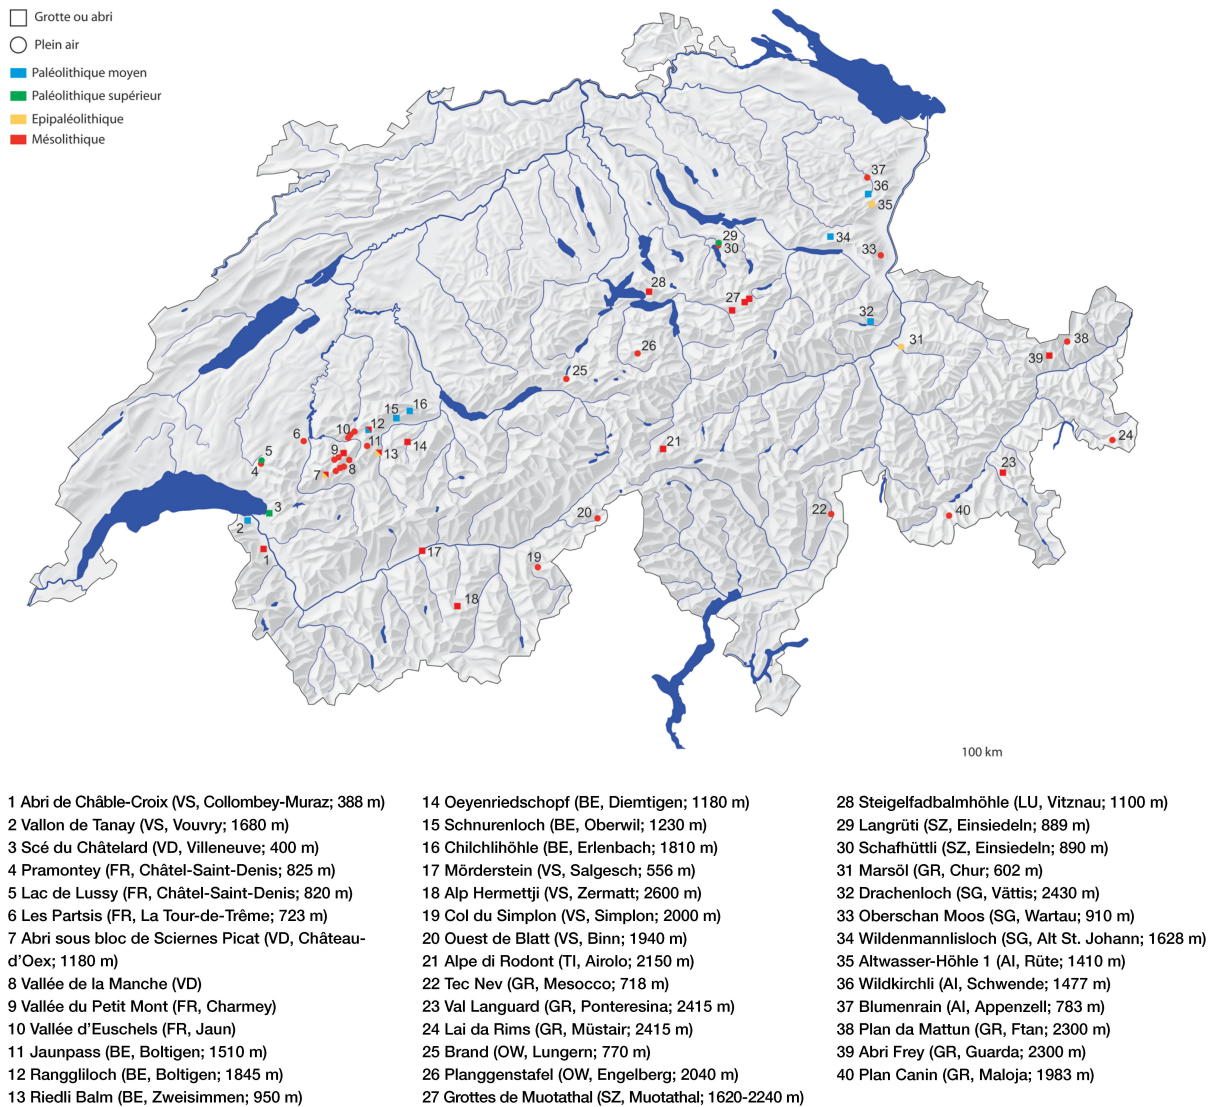 Grotte ou abri
Plein air
Paléolithique moyen
Paléolithique supérieur
Epipaléolithique
Mésolithique
37
36
35
34
33
29
30
28
27
32
31
38
39
26
25
16
15
12
10
6
11
14
9
13
5
4
8
7
21
24
23
3
2
22
40
20
1
17
19
18
100 km
1 Abri de Châble-Croix (VS, Collombey-Muraz; 388 m)
2 Vallon de Tanay (VS, Vouvry; 1680 m)
3 Scé du Châtelard (VD, Villeneuve; 400 m)
4 Pramontey (FR, Châtel-Saint-Denis; 825 m)
5 Lac de Lussy (FR, Châtel-Saint-Denis; 820 m)
6 Les Partsis (FR, La Tour-de-Trême; 723 m)
7 Abri sous bloc de Sciernes Picat (VD, Château-
d'Oex; 1180 m)
8 Vallée de la Manche (VD)
9 Vallée du Petit Mont (FR, Charmey)
10 Vallée d'Euschels (FR, Jaun)
11 Jaunpass (BE, Boltigen; 1510 m)
12 Ranggliloch (BE, Boltigen; 1845 m)
13 Riedli Balm (BE, Zweisimmen; 950 m)
14 Oeyenriedschopf (BE, Diemtigen; 1180 m)
15 Schnurenloch (BE, Oberwil; 1230 m)
16 Chilchlihöhle (BE, Erlenbach; 1810 m)
17 Mörderstein (VS, Salgesch; 556 m)
18 Alp Hermettji (VS, Zermatt; 2600 m)
19 Col du Simplon (VS, Simplon; 2000 m)
20 Ouest de Blatt (VS, Binn; 1940 m)
21 Alpe di Rodont (TI, Airolo; 2150 m)
22 Tec Nev (GR, Mesocco; 718 m)
23 Val Languard (GR, Ponteresina; 2415 m)
24 Lai da Rims (GR, Müstair; 2415 m)
25 Brand (OW, Lungern; 770 m)
26 Planggenstafel (OW, Engelberg; 2040 m)
27 Grottes de Muotathal (SZ, Muotathal; 1620-2240 m)
28 Steigelfadbalmhöhle (LU, Vitznau; 1100 m)
29 Langrüti (SZ, Einsiedeln; 889 m)
30 Schafhüttli (SZ, Einsiedeln; 890 m)
31 Marsöl (GR, Chur; 602 m)
32 Drachenloch (SG, Vättis; 2430 m)
33 Oberschan Moos (SG, Wartau; 910 m)
34 Wildenmannlisloch (SG, Alt St. Johann; 1628 m)
35 Altwasser-Höhle 1 (AI, Rüte; 1410 m)
36 Wildkirchli (AI, Schwende; 1477 m)
37 Blumenrain (AI, Appenzell; 783 m)
38 Plan da Mattun (GR, Ftan; 2300 m)
39 Abri Frey (GR, Guarda; 2300 m)
40 Plan Canin (GR, Maloja; 1983 m)